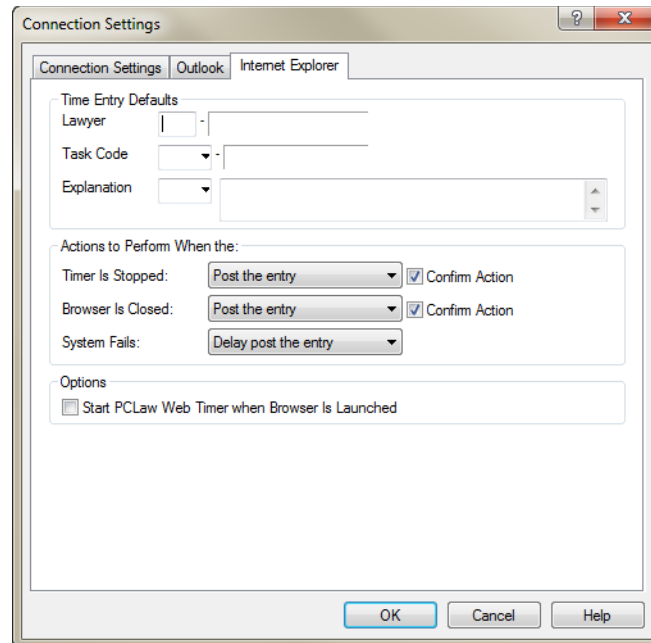 Connection Settings
Connection Settings Outlook Internet Explorer
Time Entry Defaults
Lawyer -
Task Code -
Explanation
Actions to Perform When the:
Timer Is Stopped: Post the entry Confirm Action
Browser Is Closed: Post the entry Confirm Action
System Fails: Delay post the entry
Options
Start PCLaw Web Timer when Browser Is Launched
OK Cancel Help